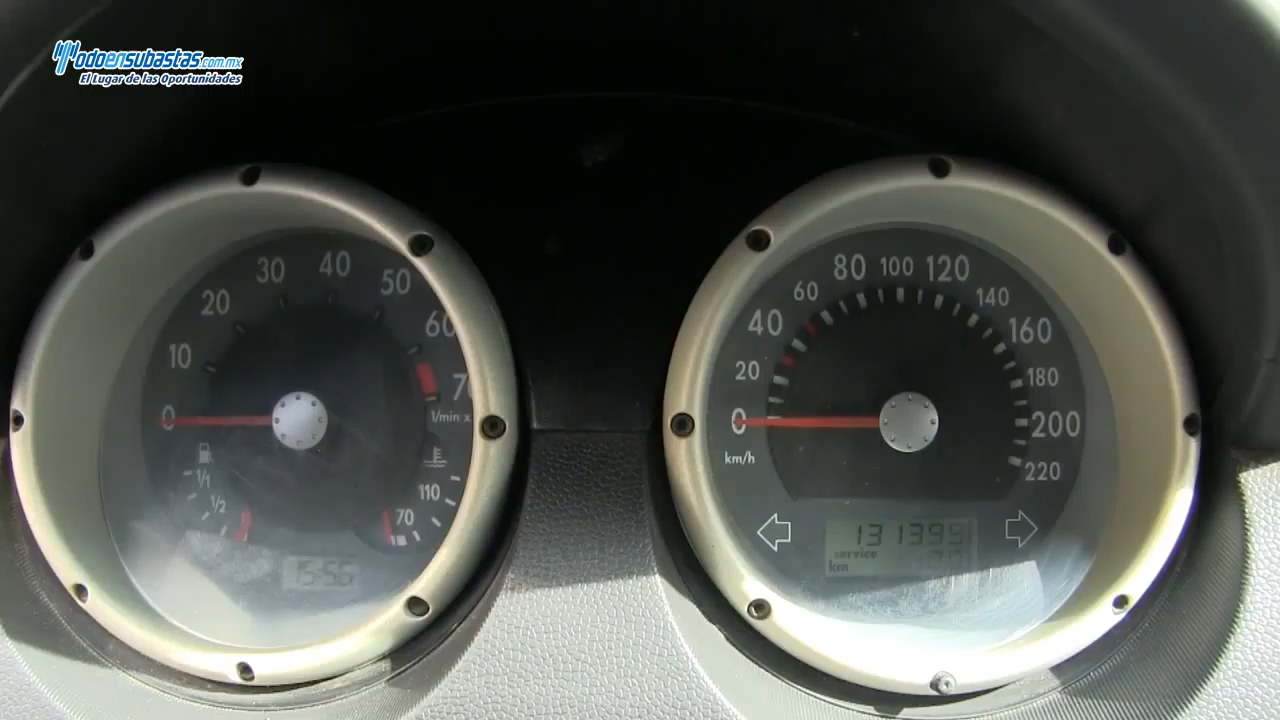 todoensubastas.com.mx
El Lugar de las Oportunidades
0 10 20 30 40 50 60 70
1/min x
1/1
1/2
70 110
15:56
0 20 40 60 80 100 120 140 160 180 200 220
km/h
131399
service
km